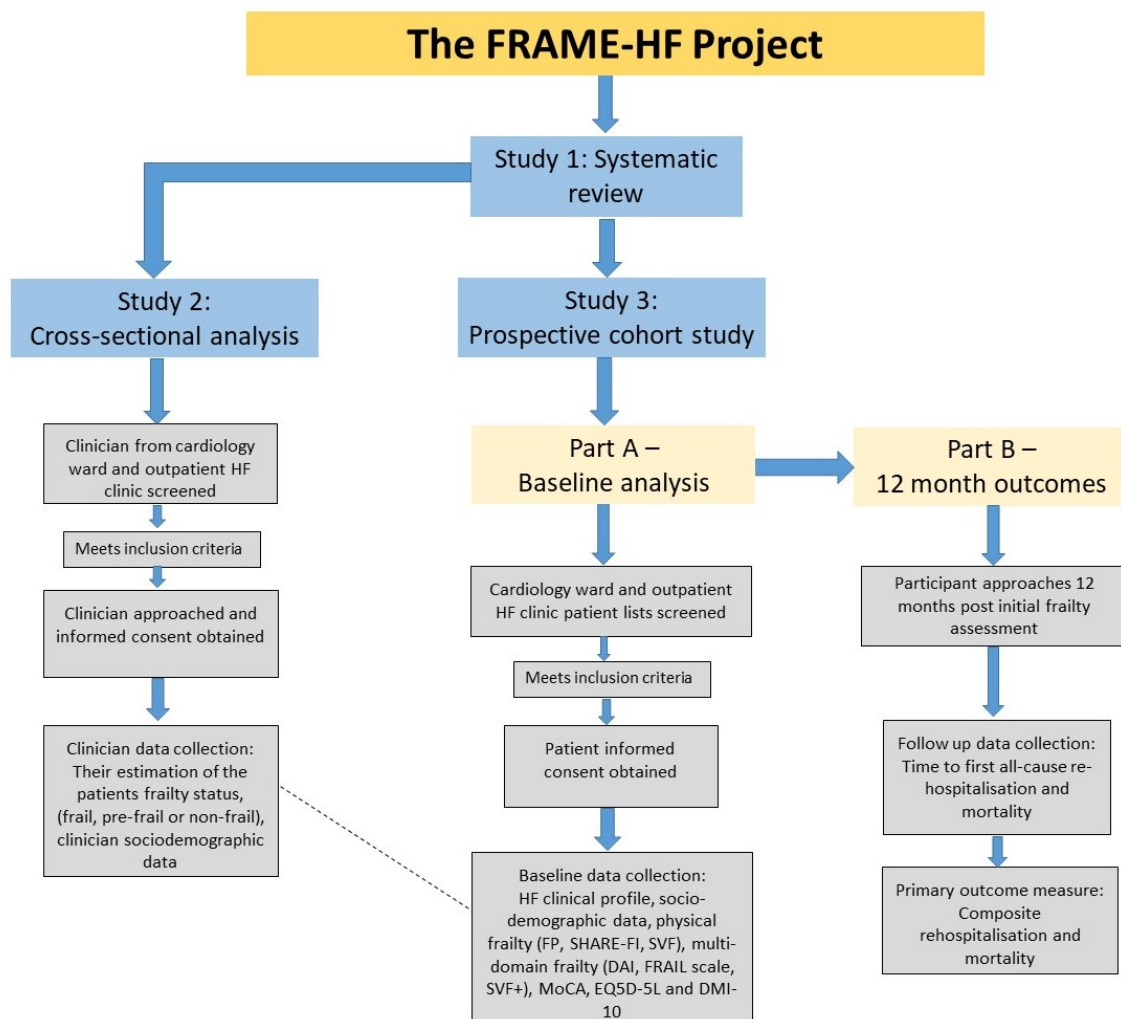 The FRAME-HF Project
Study 1: Systematic
review
Study 2:
Cross-sectional analysis
Study 3:
Prospective cohort study
Clinician from cardiology
ward and outpatient HF
clinic screened
Meets inclusion criteria
Clinician approached and
informed consent obtained
Clinician data collection:
Their estimation of the
patients frailty status,
(frail, pre-frail or non-frail),
clinician sociodemographic
data
Part A –
Baseline analysis
Cardiology ward and outpatient
HF clinic patient lists screened
Meets inclusion criteria
Patient informed
consent obtained
Baseline data collection:
HF clinical profile, socio-
demographic data, physical
frailty (FP, SHARE-FI, SVF), multi-
domain frailty (DAI, FRAIL scale,
SVF+), MoCA, EQ5D-5L and DMI-
10
Part B –
12 month outcomes
Participant approaches 12
months post initial frailty
assessment
Follow up data collection:
Time to first all-cause re-
hospitalisation and
mortality
Primary outcome measure:
Composite
rehospitalisation and
mortality